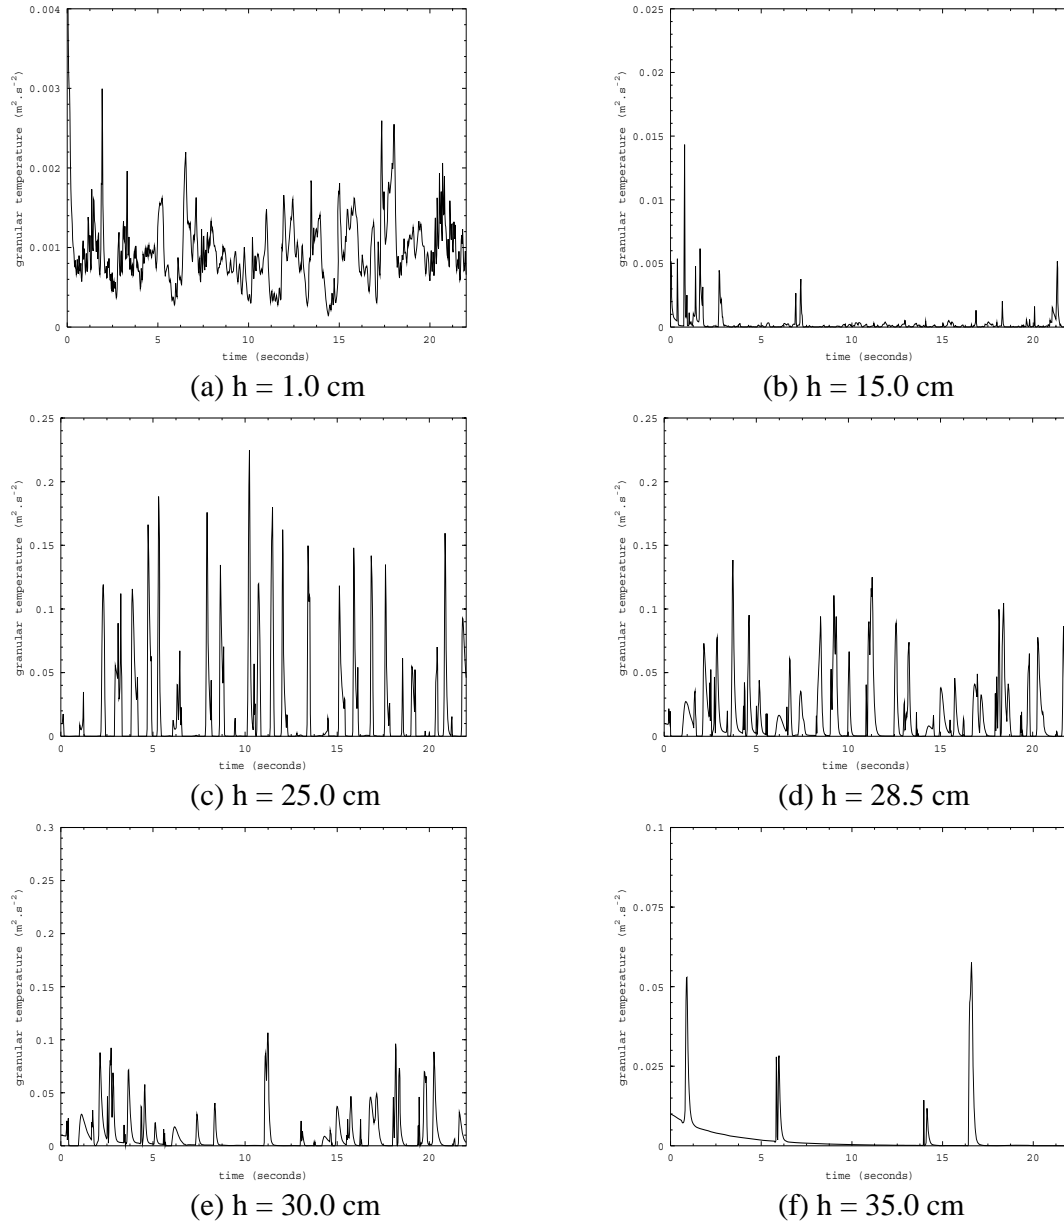 granular temperature (m².s⁻²)
0.004
0.003
0.002
0.001
0
0 5 10 15 20
time (seconds)
(a) h = 1.0 cm
granular temperature (m².s⁻²)
0.025
0.02
0.015
0.01
0.005
0
0 5 10 15 20
time (seconds)
(b) h = 15.0 cm
granular temperature (m².s⁻²)
0.25
0.2
0.15
0.1
0.05
0
0 5 10 15 20
time (seconds)
(c) h = 25.0 cm
granular temperature (m².s⁻²)
0.25
0.2
0.15
0.1
0.05
0
0 5 10 15 20
time (seconds)
(d) h = 28.5 cm
granular temperature (m².s⁻²)
0.3
0.25
0.2
0.15
0.1
0.05
0
0 5 10 15 20
time (seconds)
(e) h = 30.0 cm
granular temperature (m².s⁻²)
0.1
0.075
0.05
0.025
0
0 5 10 15 20
time (seconds)
(f) h = 35.0 cm